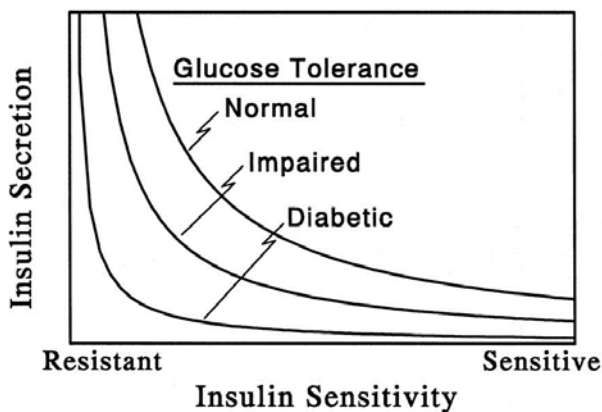 Glucose Tolerance
Normal
Impaired
Diabetic
Insulin Secretion
Resistant
Sensitive
Insulin Sensitivity